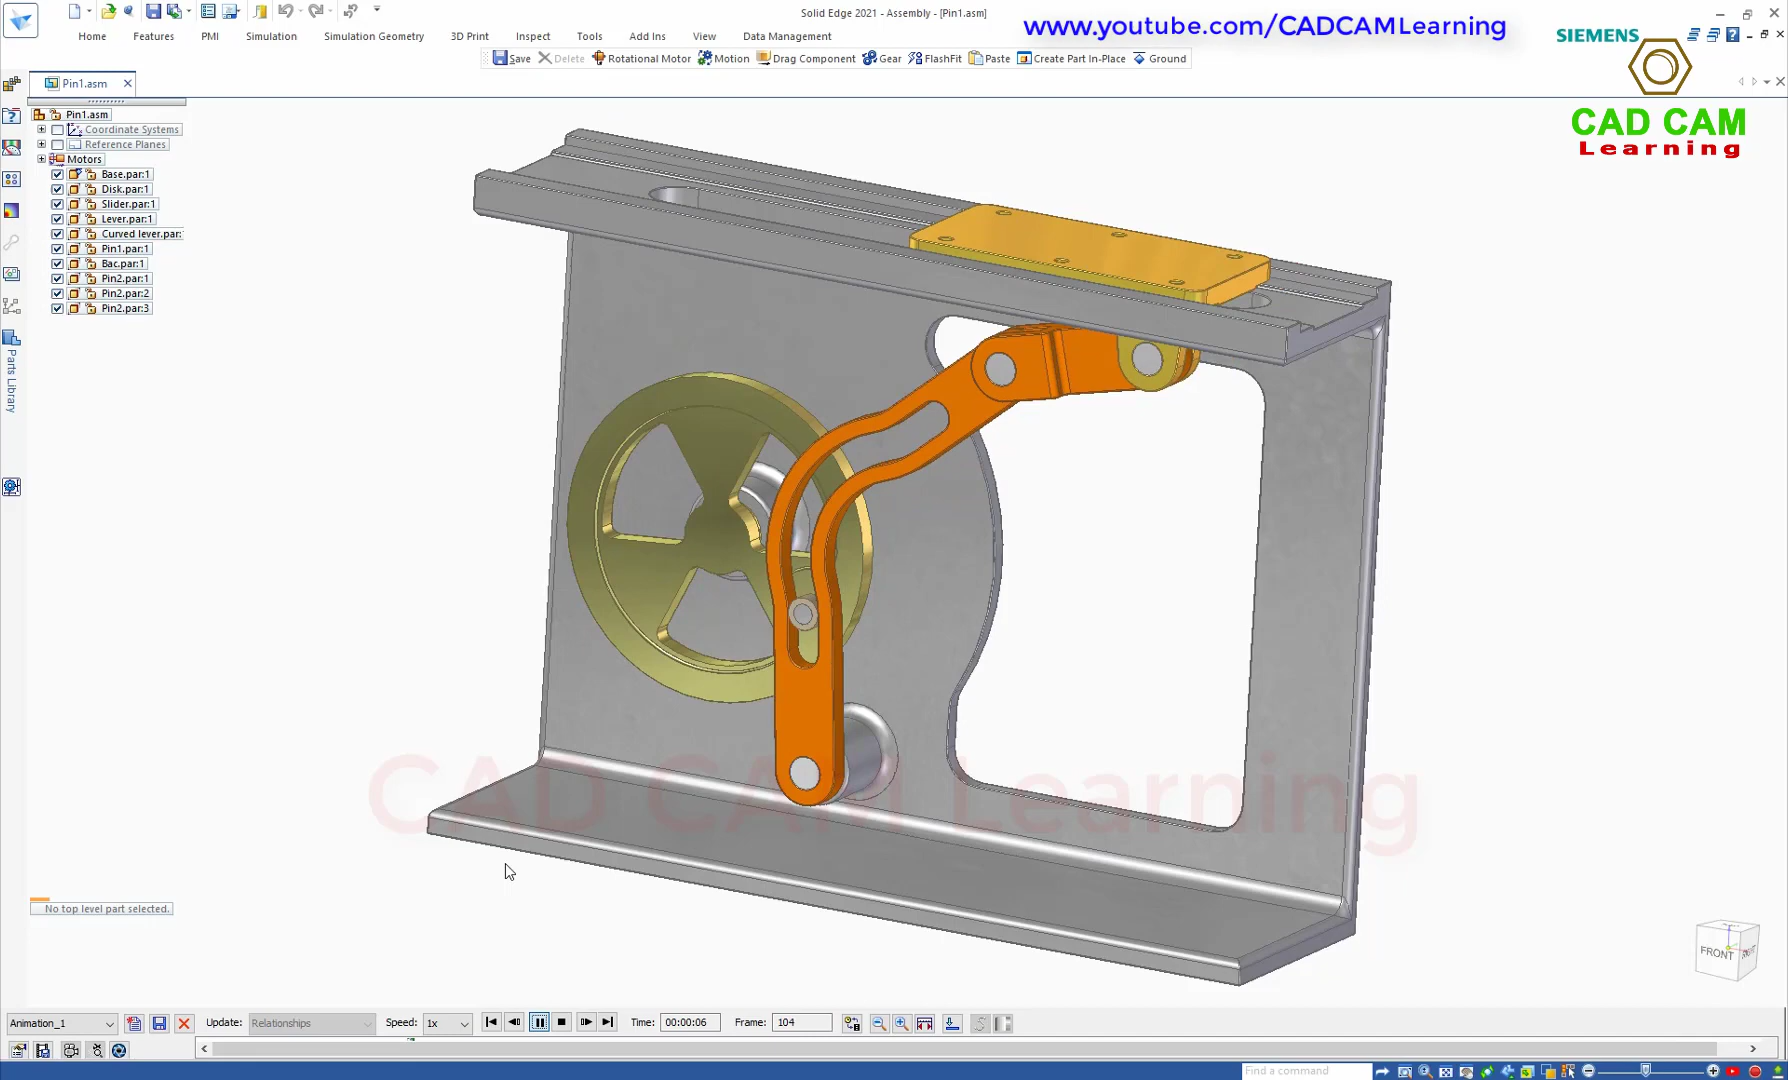 Solid Edge 2021 - Assembly - [Pin1.asm]
www.youtube.com/CADCAMLearning
SIEMENS
Home Features PMI Simulation Simulation Geometry 3D Print Inspect Tools Add Ins View Data Management
Save Delete Rotational Motor Motion Drag Component Gear FlashFit Paste Create Part In-Place Ground
CAD CAM
Learning
Pin1.asm
Pin1.asm
Coordinate Systems
Reference Planes
Motors
Base.par:1
Disk.par:1
Slider.par:1
Lever.par:1
Curved lever.par:
Pin1.par:1
Bac.par:1
Pin2.par:1
Pin2.par:2
Pin2.par:3
Parts Library
CAD CAM Learning
No top level part selected.
FRONT
Animation_1 Update: Relationships Speed: 1x Time: 00:00:06 Frame: 104
Find a command